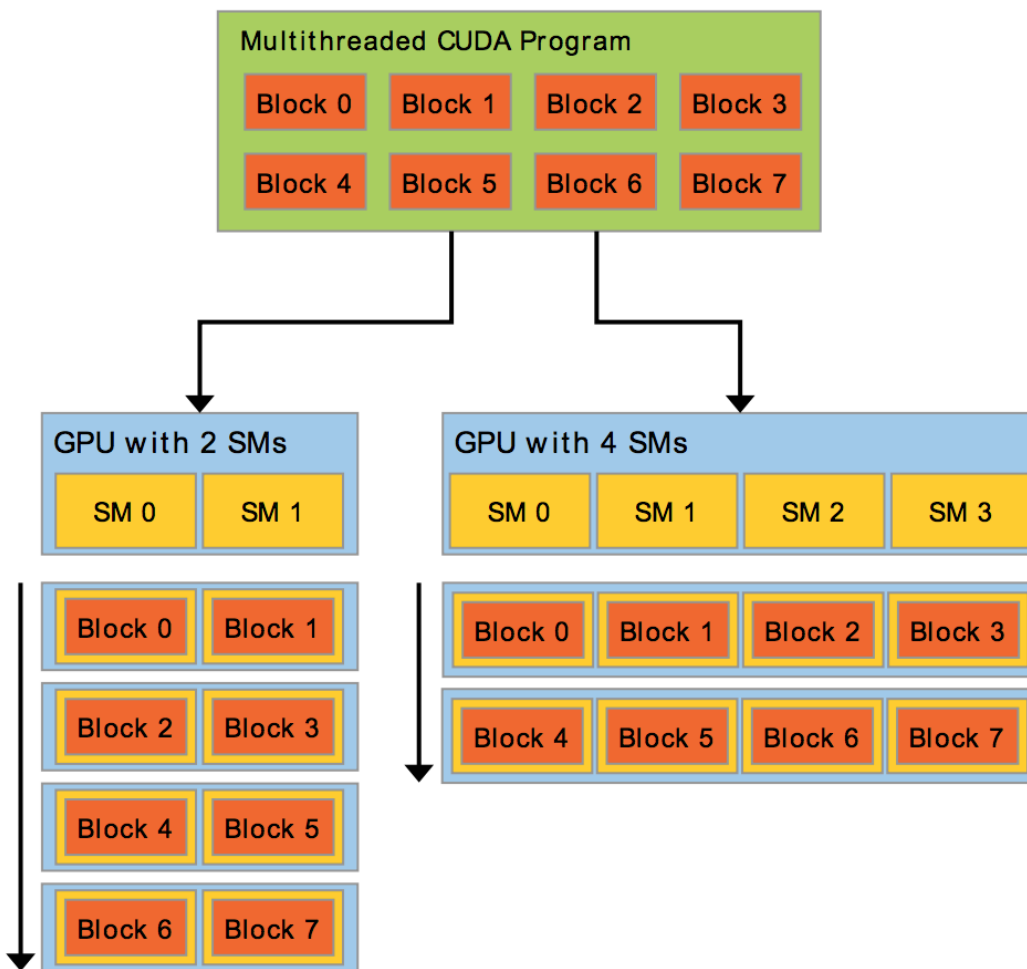 Multithreaded CUDA Program
Block 0 Block 1 Block 2 Block 3
Block 4 Block 5 Block 6 Block 7
GPU with 2 SMs
SM 0 SM 1
Block 0 Block 1
Block 2 Block 3
Block 4 Block 5
Block 6 Block 7
GPU with 4 SMs
SM 0 SM 1 SM 2 SM 3
Block 0 Block 1 Block 2 Block 3
Block 4 Block 5 Block 6 Block 7